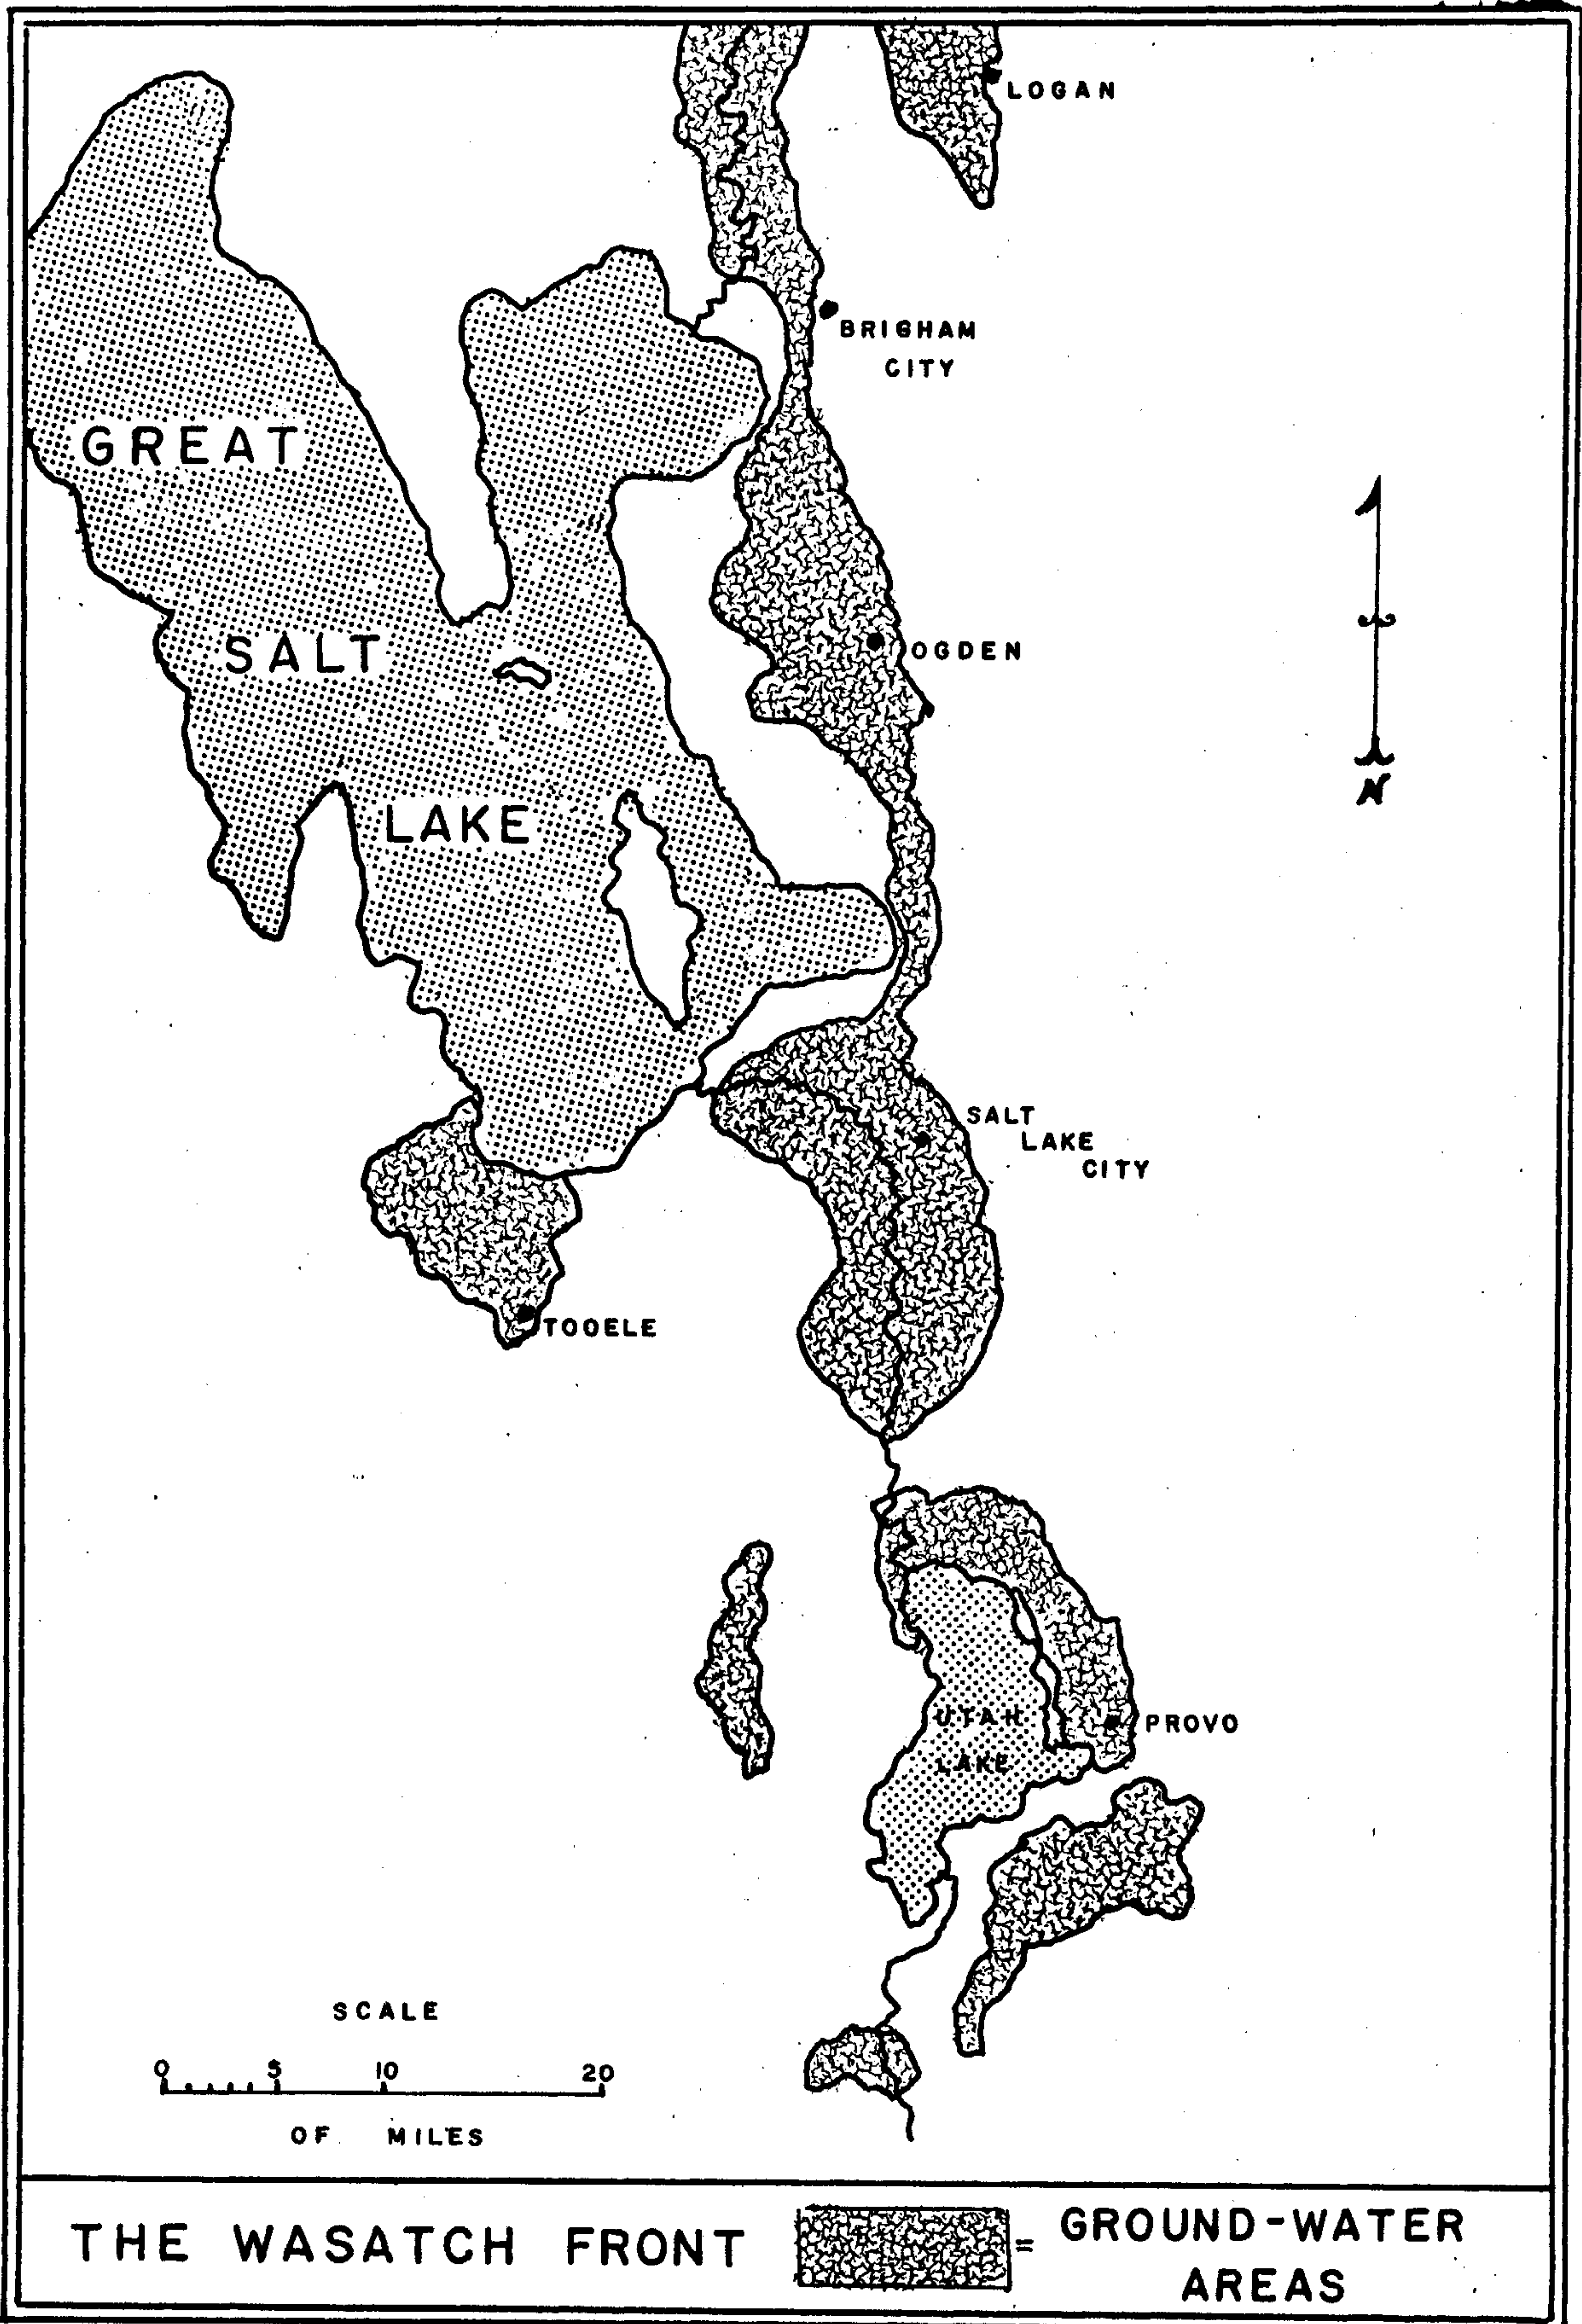 LOGAN
BRIGHAM
CITY
GREAT
SALT
LAKE
OGDEN
N
SALT
LAKE
CITY
TOOELE
UTAH
LAKE
PROVO
SCALE
0 5 10 20
OF MILES
THE WASATCH FRONT
= GROUND-WATER
AREAS